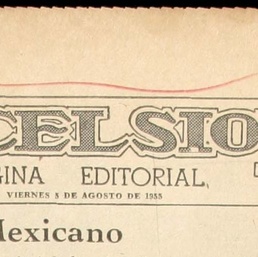 CELSIO
GINA EDITORIAL
VIERNES 5 DE AGOSTO DE 1955
Mexicano